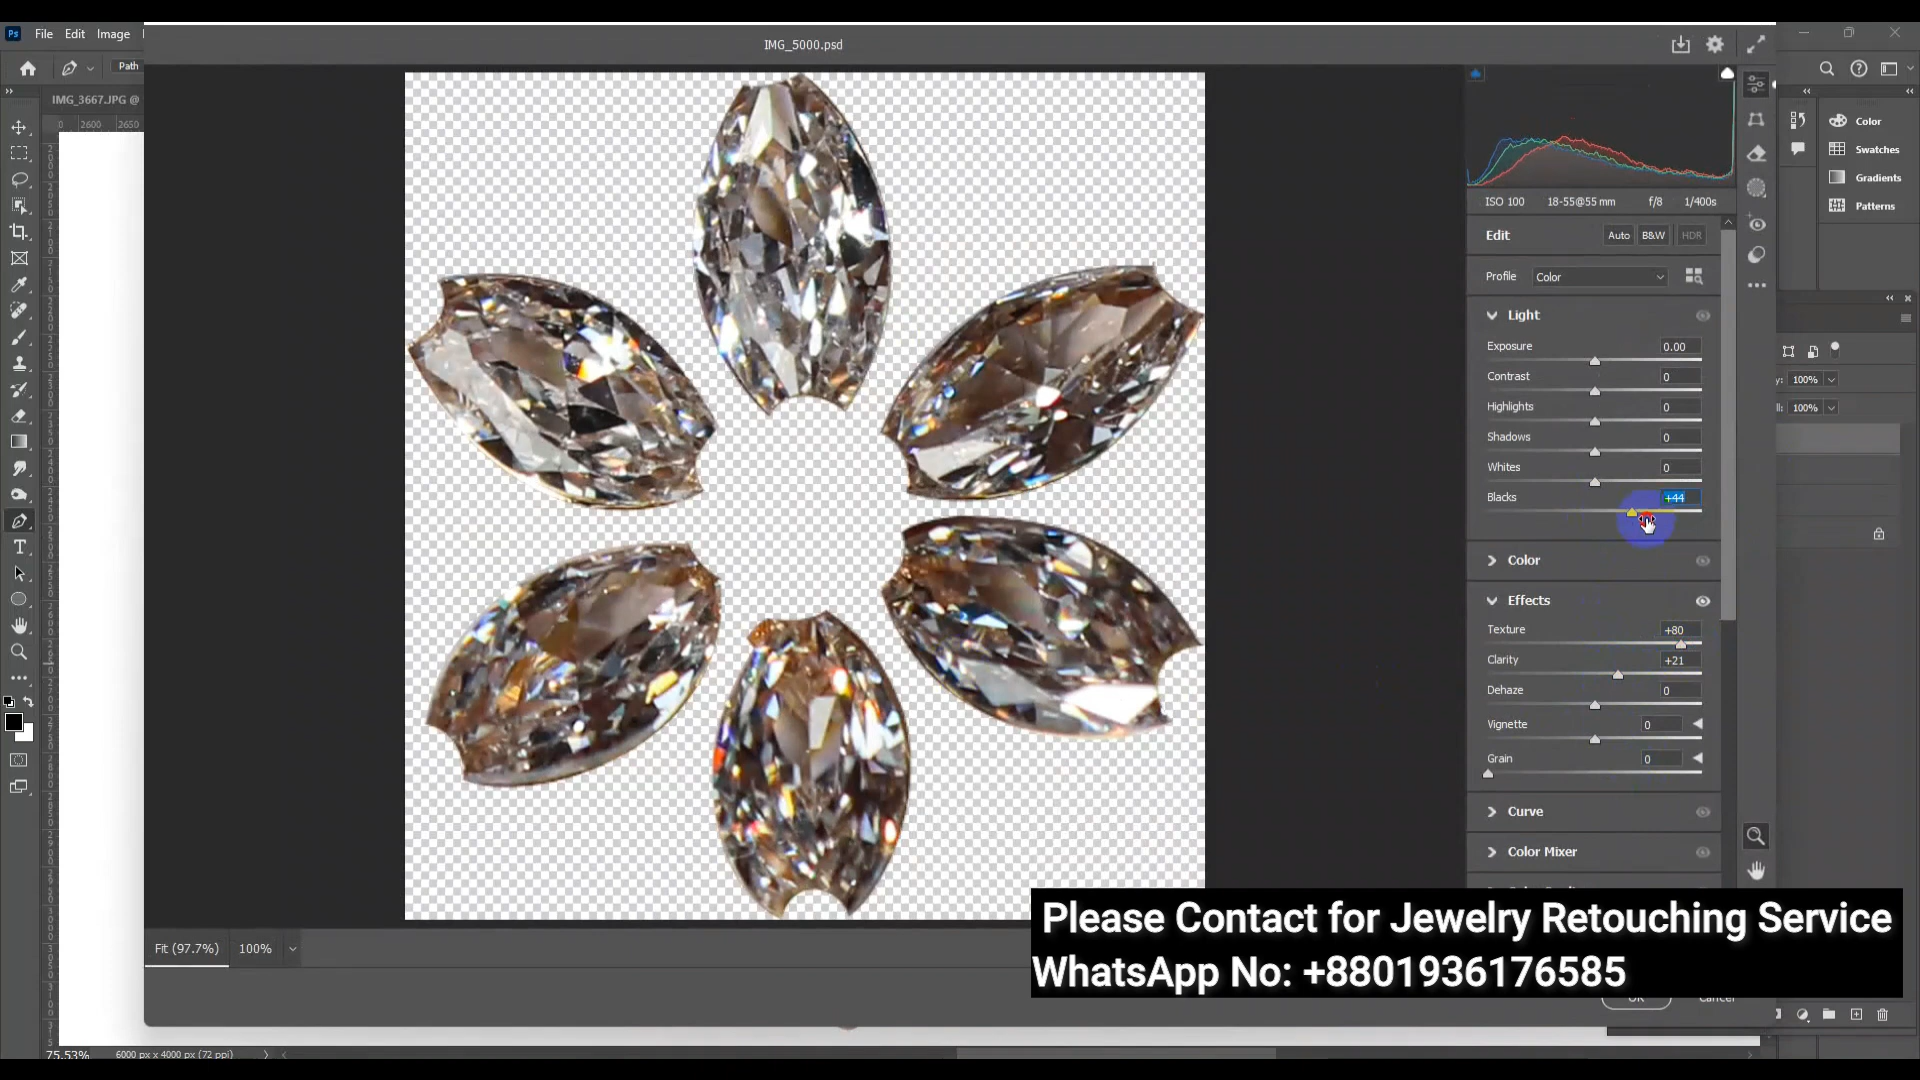 Ps File Edit Image
IMG_5000.psd
Path
IMG_3667.JPG @
2600 2650
ISO 100 18-55@55 mm f/8 1/400s
Edit Auto B&W HDR
Profile Color
Light
Exposure 0.00
Contrast 0
Highlights 0
Shadows 0
Whites 0
Blacks +44
Color
Effects
Texture +80
Clarity +21
Dehaze 0
Vignette 0
Grain 0
Curve
Color Mixer
Color
Swatches
Gradients
Patterns
100%
100%
Fit (97.7%) 100%
Please Contact for Jewelry Retouching Service
WhatsApp No: +8801936176585
OK Cancel
75.53% 6000 px x 4000 px (72 ppi)